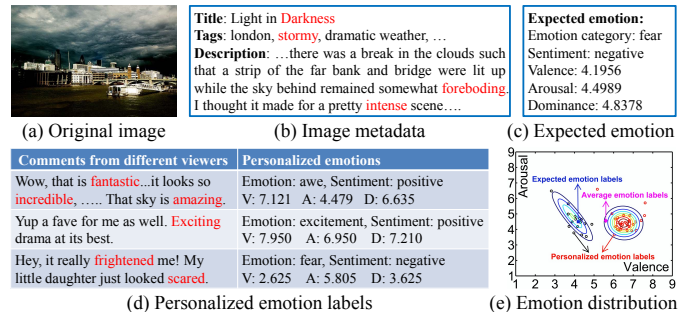 Title: Light in Darkness
Tags: london, stormy, dramatic weather, …
Description: …there was a break in the clouds such
that a strip of the far bank and bridge were lit up
while the sky behind remained somewhat foreboding.
I thought it made for a pretty intense scene….
Expected emotion:
Emotion category: fear
Sentiment: negative
Valence: 4.1956
Arousal: 4.4989
Dominance: 4.8378
(a) Original image
(b) Image metadata
(c) Expected emotion
Comments from different viewers
Personalized emotions
Wow, that is fantastic...it looks so
incredible, ….. That sky is amazing.
Emotion: awe, Sentiment: positive
V: 7.121 A: 4.479 D: 6.635
Yup a fave for me as well. Exciting
drama at its best.
Emotion: excitement, Sentiment: positive
V: 7.950 A: 6.950 D: 7.210
Hey, it really frightened me! My
little daughter just looked scared.
Emotion: fear, Sentiment: negative
V: 2.625 A: 5.805 D: 3.625
(d) Personalized emotion labels
9
8
7
6
5
4
3
2
1
Arousal
Expected emotion labels
Average emotion labels
Personalized emotion labels
Valence
1 2 3 4 5 6 7 8 9
(e) Emotion distribution